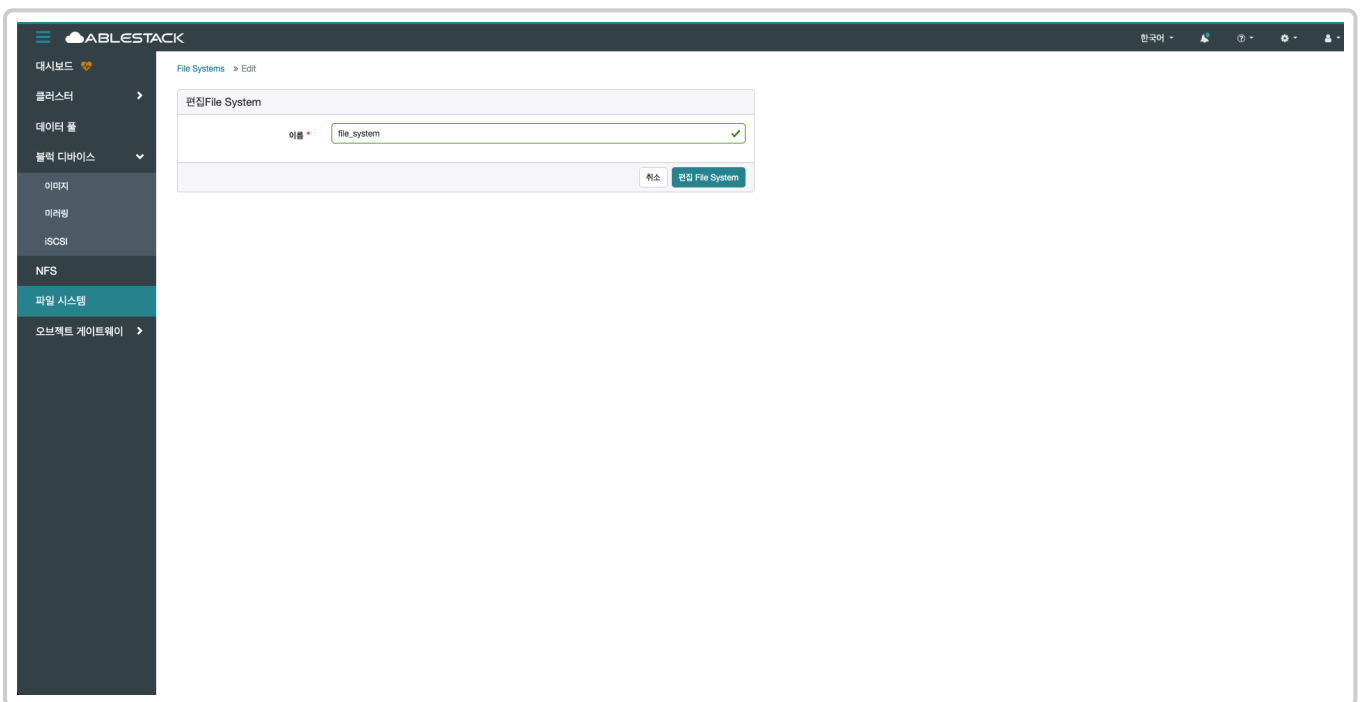 ABLESTACK
한국어
대시보드
File Systems » Edit
클러스터
편집File System
데이터 풀
이름 *
file_system
블럭 디바이스
취소
편집 File System
이미지
미러링
iSCSI
NFS
파일 시스템
오브젝트 게이트웨이